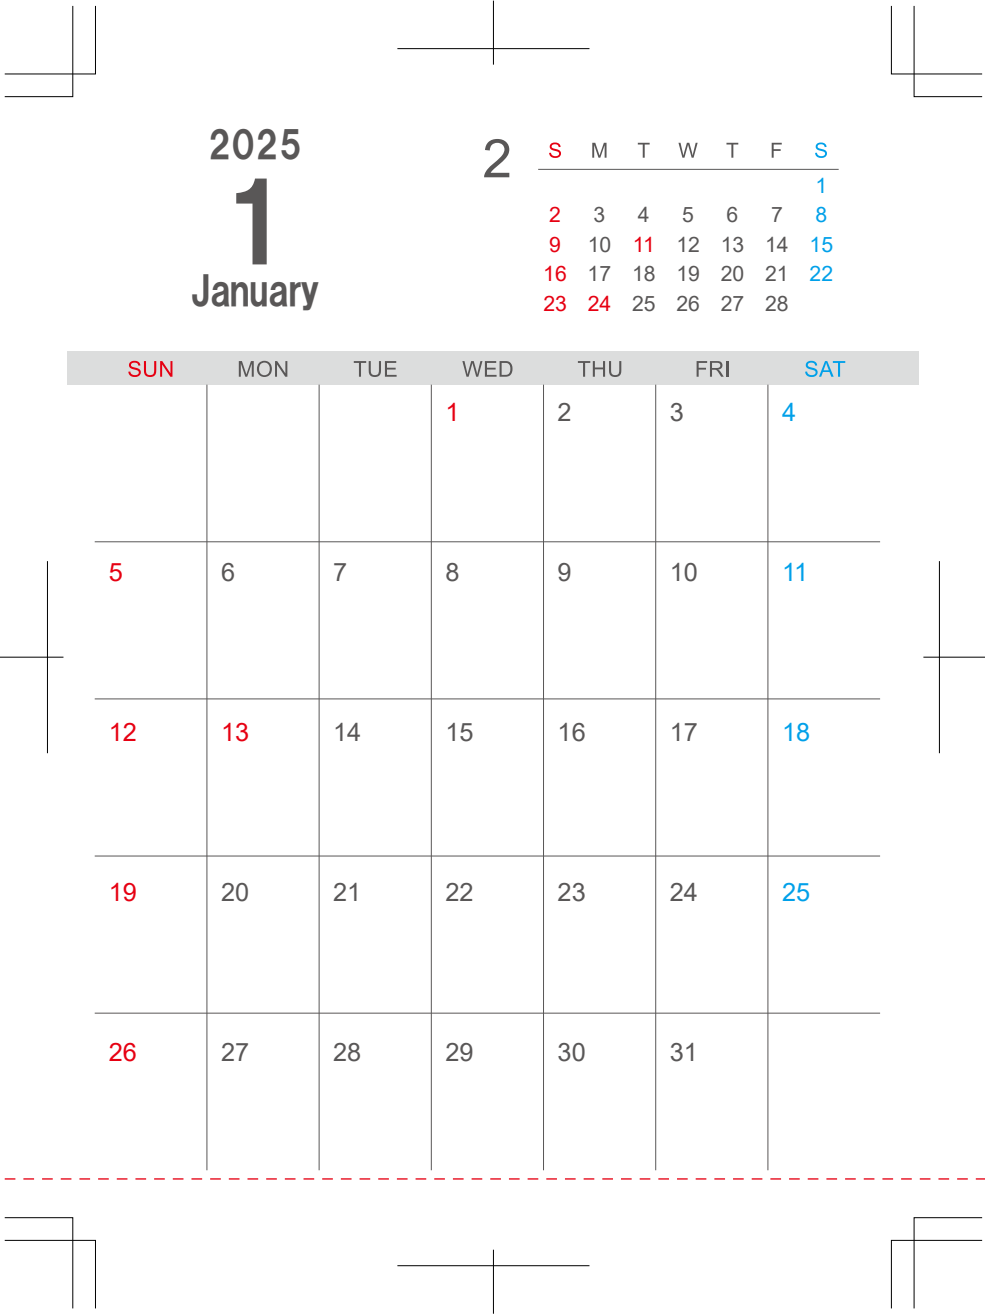 2025
1
January
2
S M T W T F S
1
2 3 4 5 6 7 8
9 10 11 12 13 14 15
16 17 18 19 20 21 22
23 24 25 26 27 28
SUN MON TUE WED THU FRI SAT
1 2 3 4
5 6 7 8 9 10 11
12 13 14 15 16 17 18
19 20 21 22 23 24 25
26 27 28 29 30 31